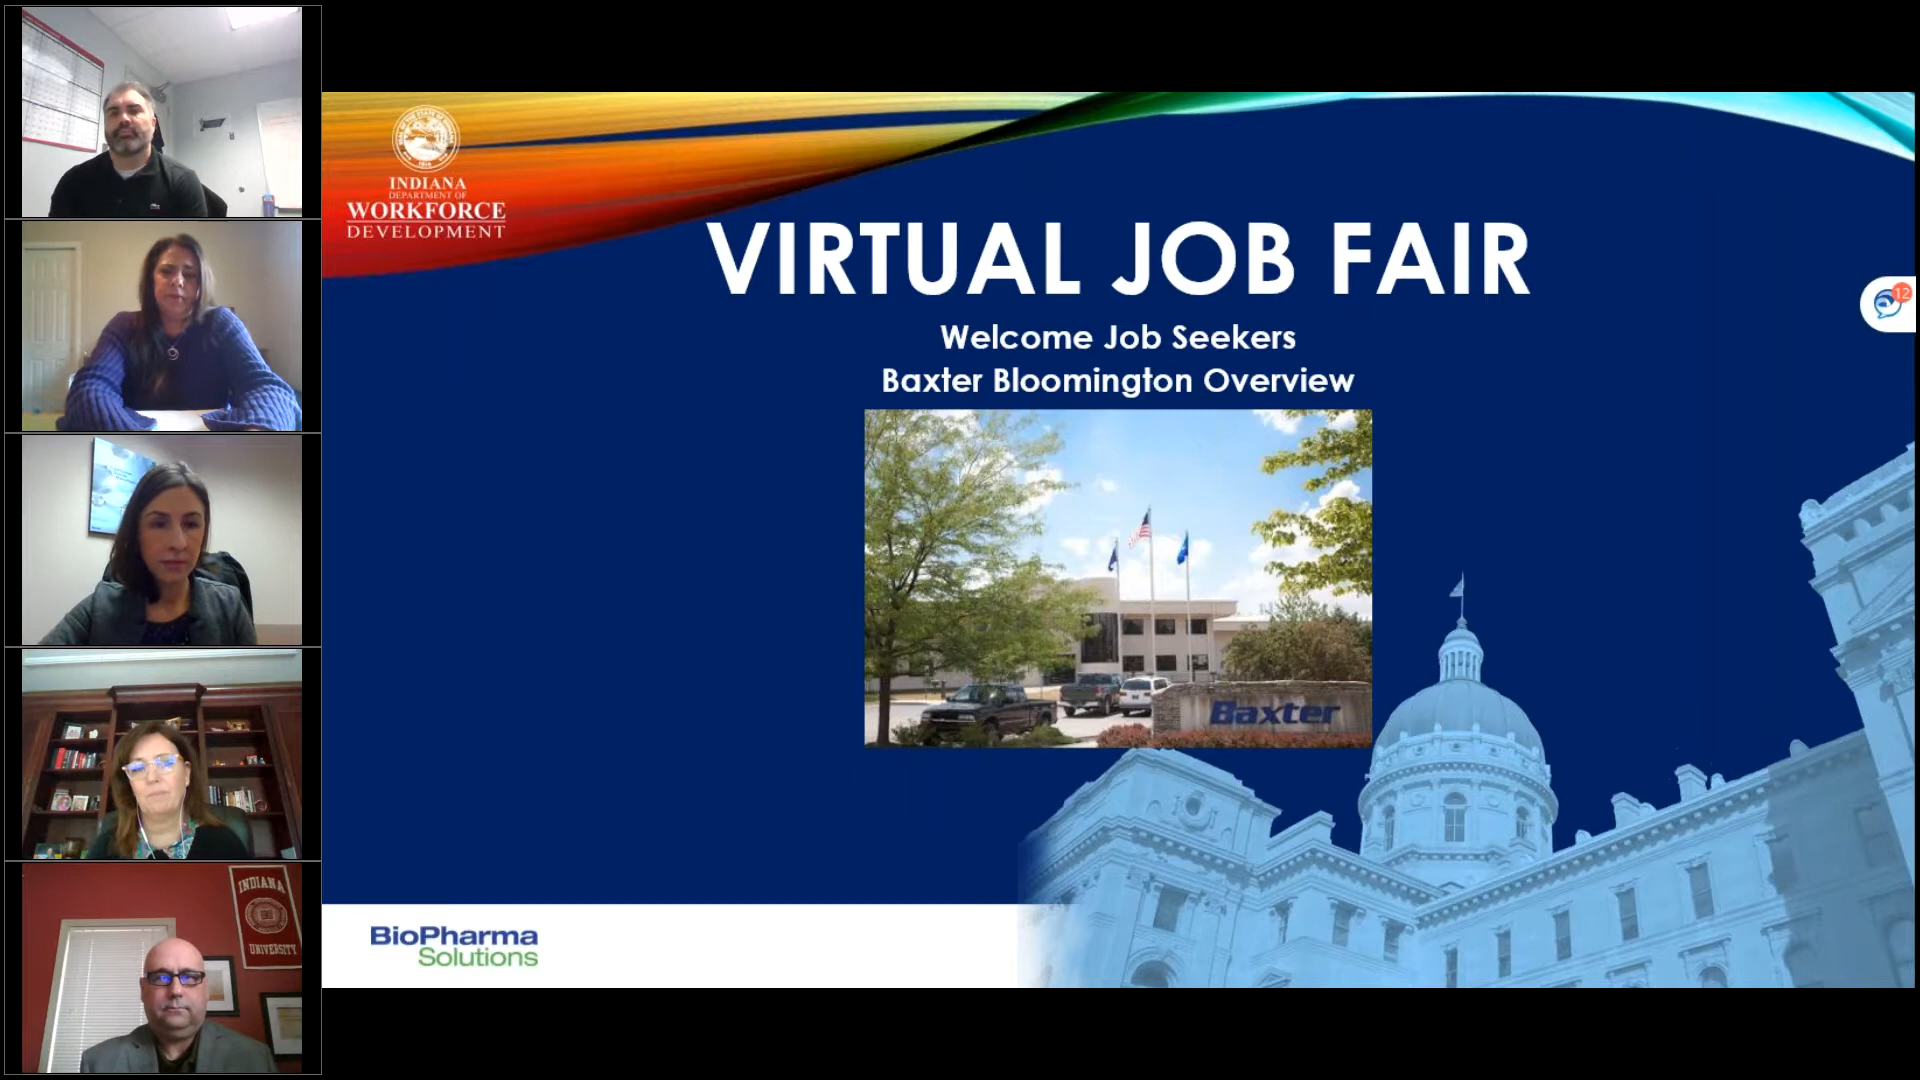 INDIANA
DEPARTMENT OF
WORKFORCE
DEVELOPMENT
VIRTUAL JOB FAIR
Welcome Job Seekers
Baxter Bloomington Overview
Baxter
BioPharma
Solutions
12
INDIANA
UNIVERSITY